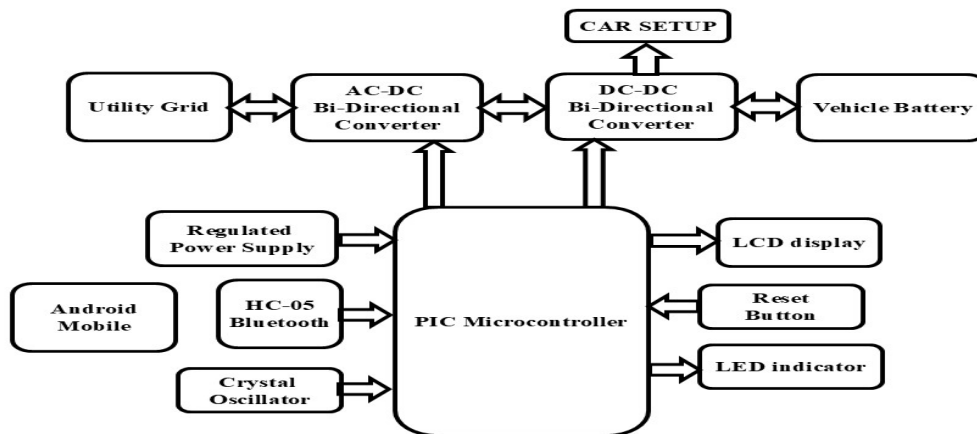 CAR SETUP
Utility Grid
AC-DC
Bi-Directional
Converter
DC-DC
Bi-Directional
Converter
Vehicle Battery
Regulated
Power Supply
LCD display
Android
Mobile
HC-05
Bluetooth
PIC Microcontroller
Reset
Button
Crystal
Oscillator
LED indicator